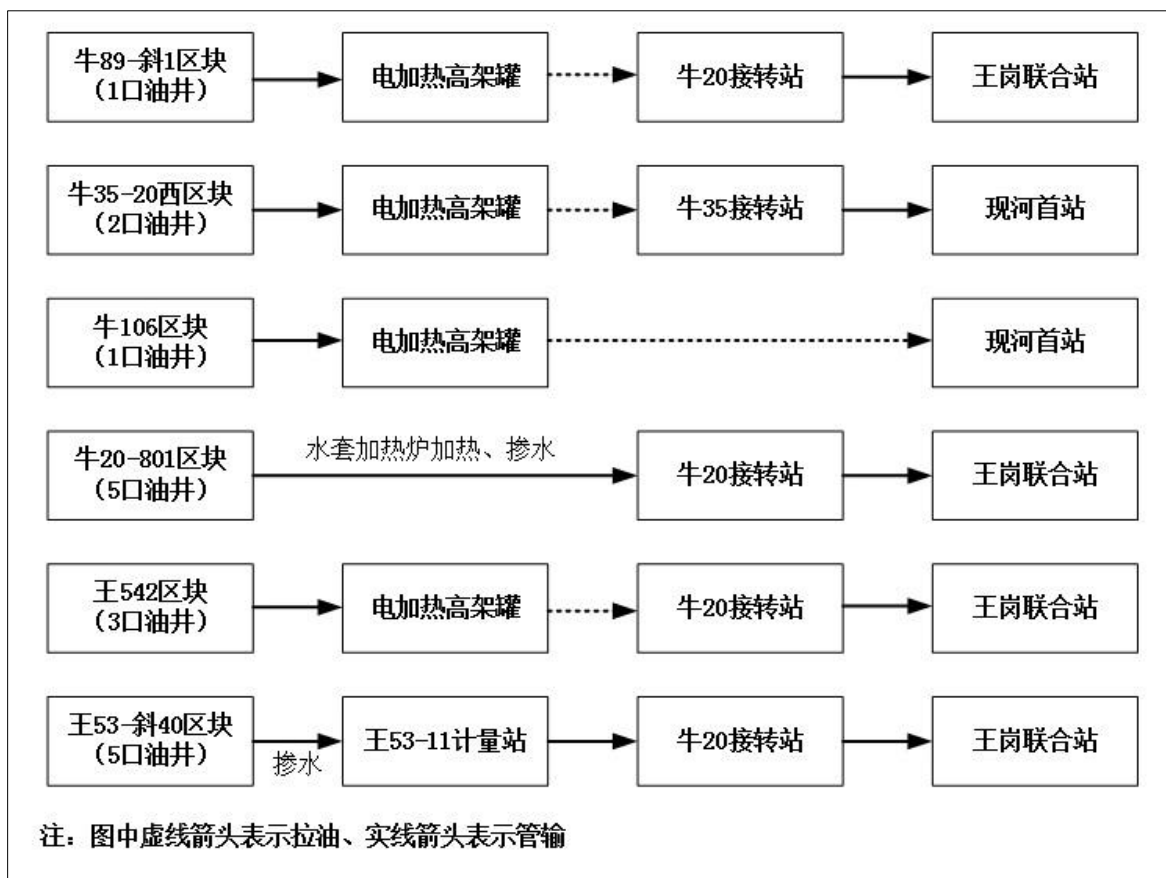 牛89-斜1区块
（1口油井）
电加热高架罐
牛20接转站
王岗联合站
牛35-20西区块
（2口油井）
电加热高架罐
牛35接转站
现河首站
牛106区块
（1口油井）
电加热高架罐
现河首站
牛20-801区块
（5口油井）
水套加热炉加热、掺水
牛20接转站
王岗联合站
王542区块
（3口油井）
电加热高架罐
牛20接转站
王岗联合站
王53-斜40区块
（5口油井）
掺水
王53-11计量站
牛20接转站
王岗联合站
注：图中虚线箭头表示拉油、实线箭头表示管输